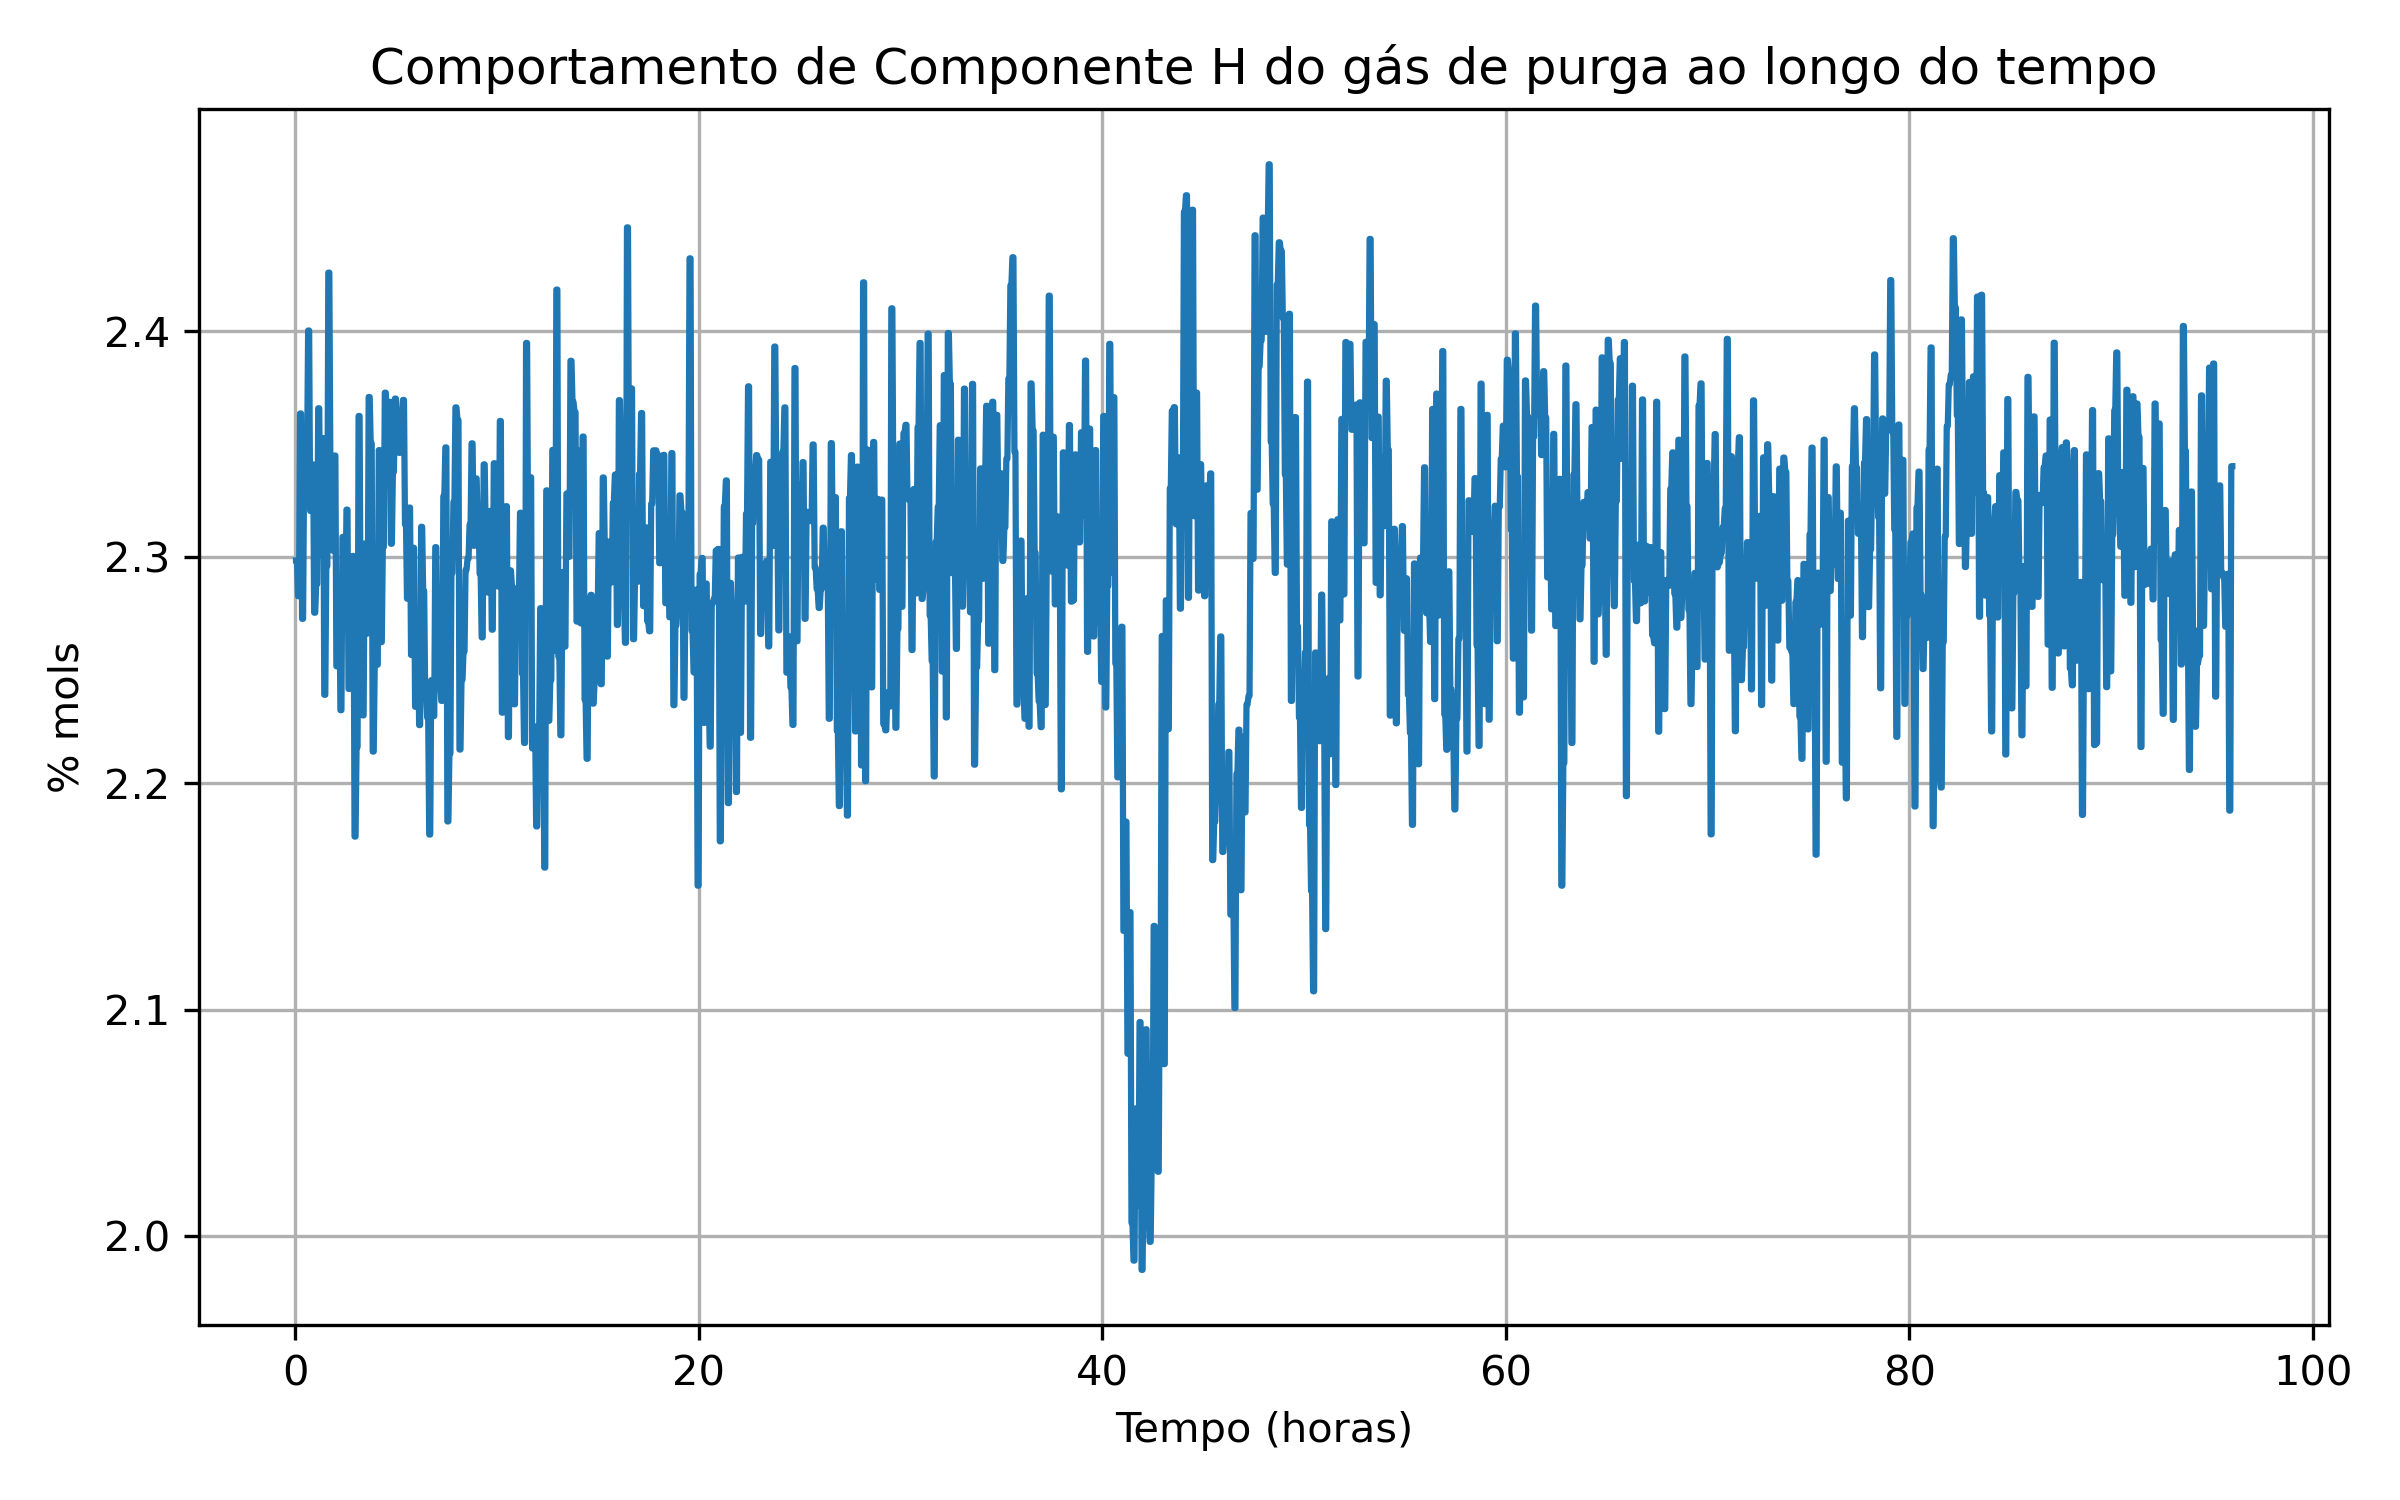 Comportamento de Componente H do gás de purga ao longo do tempo
% mols
2.4
2.3
2.2
2.1
2.0
0 20 40 60 80 100
Tempo (horas)